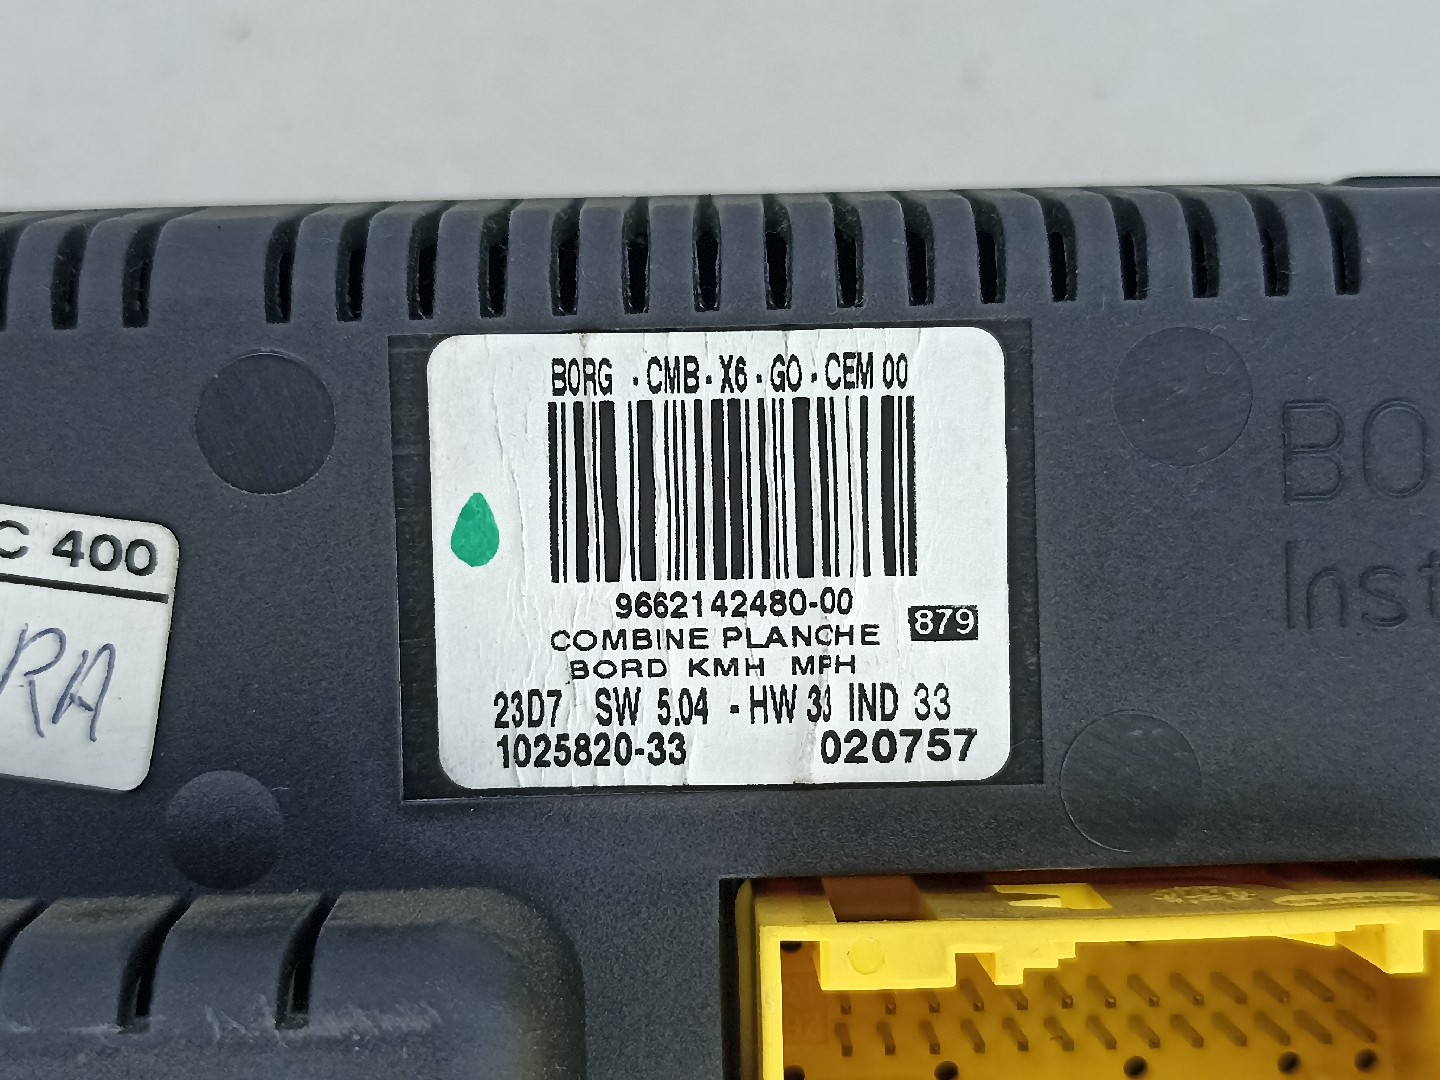 BORG - CMB - X6 - GO - CEM 00
9662142480-00
879
COMBINE PLANCHE
BORD KMH MPH
23D7 SW 5.04 - HW 33 IND 33
1025820-33 020757
C 400
RA
BO
Inst